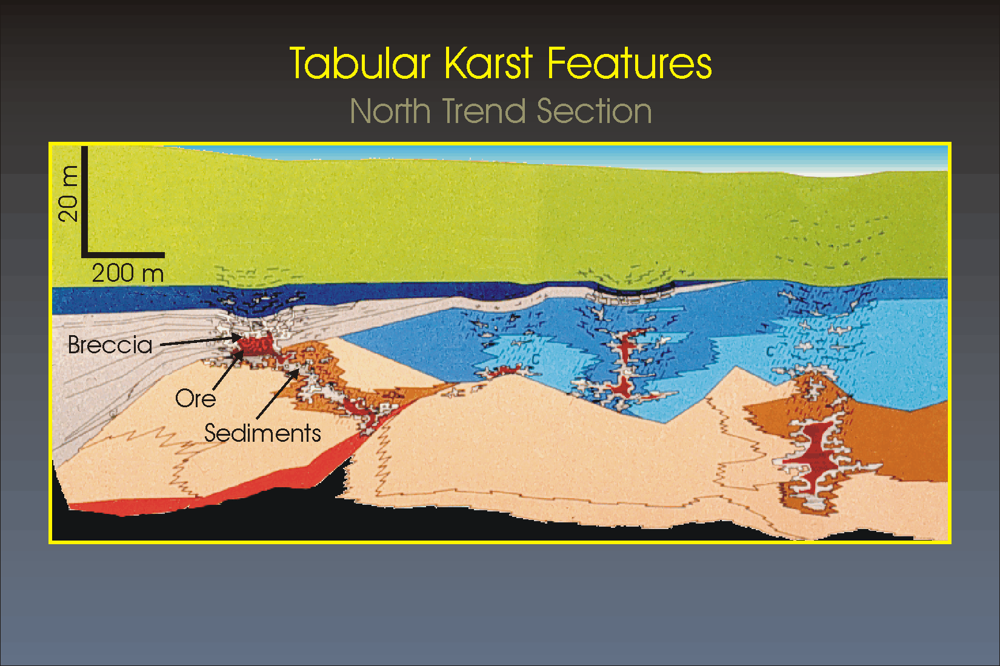 Tabular Karst Features
North Trend Section
20 m
200 m
Breccia
Ore
Sediments
C
C